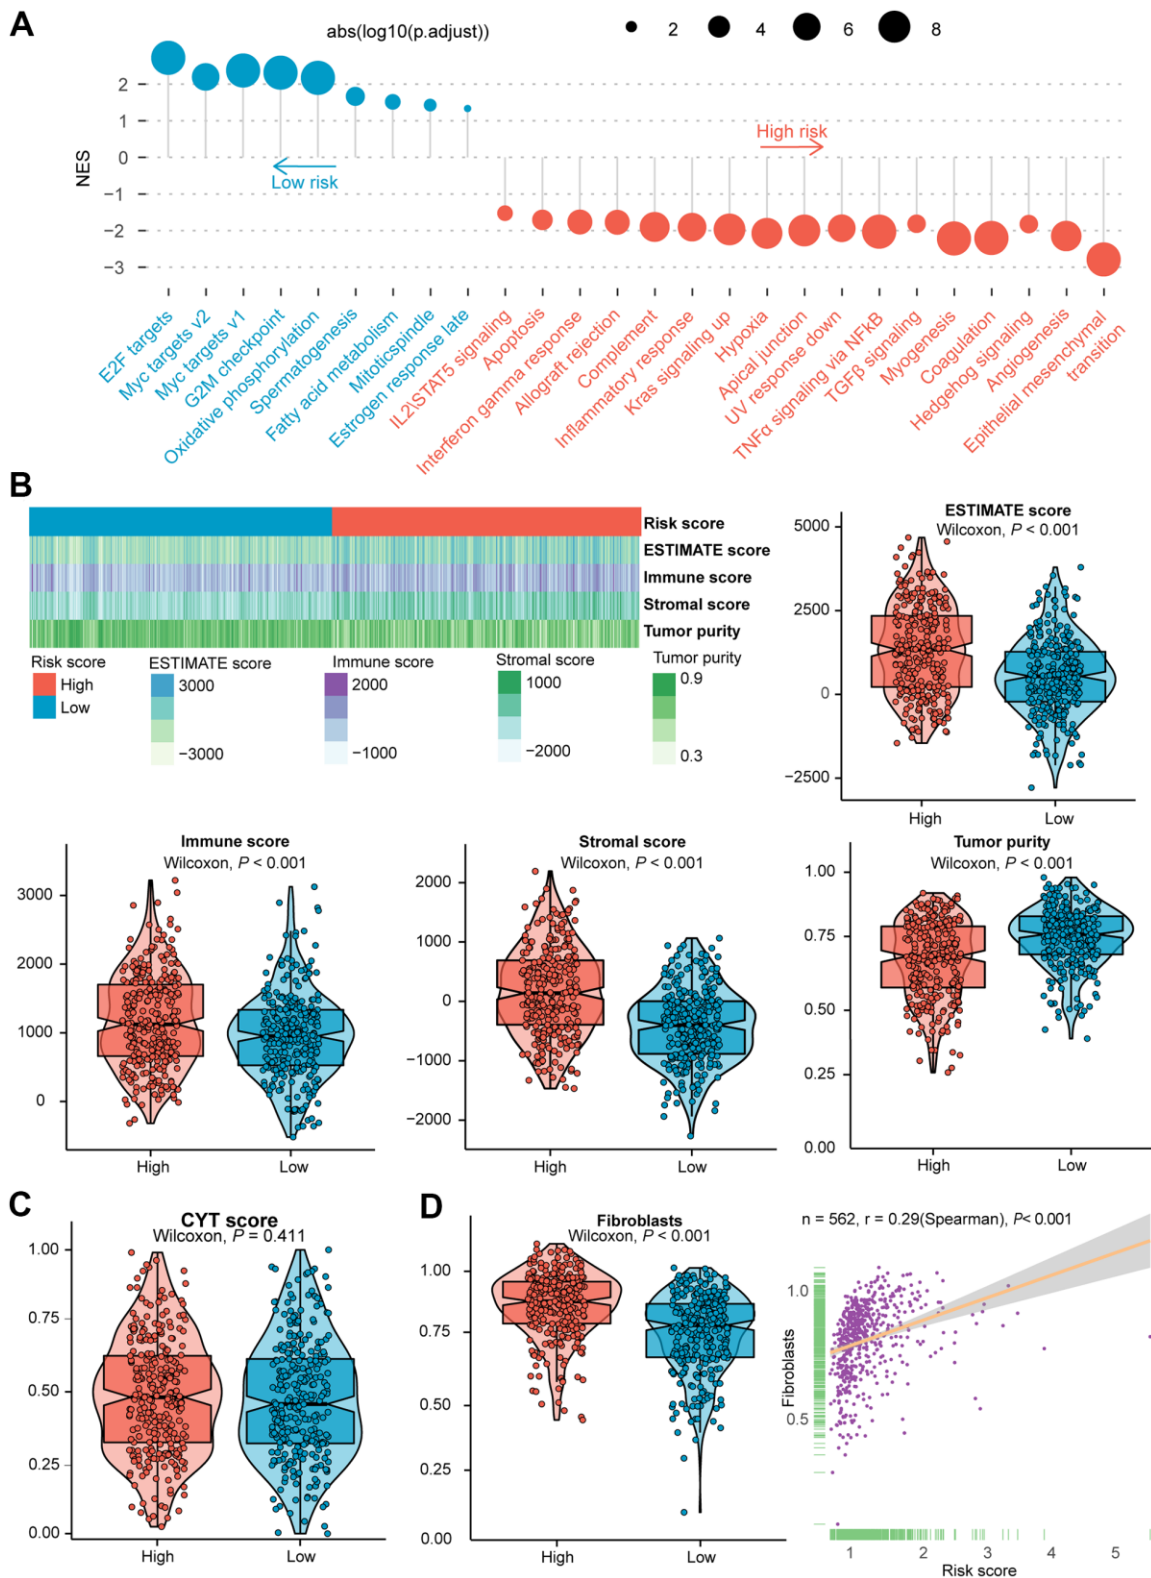 A
abs(log10(p.adjust))
2
4
6
8
NES
2
1
0
−1
−2
−3
Low risk
High risk
E2F targets
Myc targets v2
Myc targets v1
G2M checkpoint
Oxidative phosphorylation
Spermatogenesis
Fatty acid metabolism
Mitoticspindle
Estrogen response late
IL2\STAT5 signaling
Apoptosis
Interferon gamma response
Allograft rejection
Complement
Inflammatory response
Kras signaling up
Hypoxia
Apical junction
UV response down
TNFα signaling via NFkB
TGFβ signaling
Myogenesis
Coagulation
Hedgehog signaling
Angiogenesis
Epithelial mesenchymal
transition
B
Risk score
ESTIMATE score
Immune score
Stromal score
Tumor purity
Risk score
High
Low
ESTIMATE score
3000
−3000
Immune score
2000
−1000
Stromal score
1000
−2000
Tumor purity
0.9
0.3
ESTIMATE score
Wilcoxon, P < 0.001
5000
2500
0
−2500
High
Low
Immune score
Wilcoxon, P < 0.001
3000
2000
1000
0
High
Low
Stromal score
Wilcoxon, P < 0.001
2000
1000
0
−1000
−2000
High
Low
Tumor purity
Wilcoxon, P < 0.001
1.00
0.75
0.50
0.25
0.00
High
Low
C
CYT score
Wilcoxon, P = 0.411
1.00
0.75
0.50
0.25
0.00
High
Low
D
Fibroblasts
Wilcoxon, P < 0.001
1.00
0.75
0.50
0.25
0.00
High
Low
n = 562, r = 0.29(Spearman), P< 0.001
Fibroblasts
1.0
0.5
1
2
3
4
5
Risk score